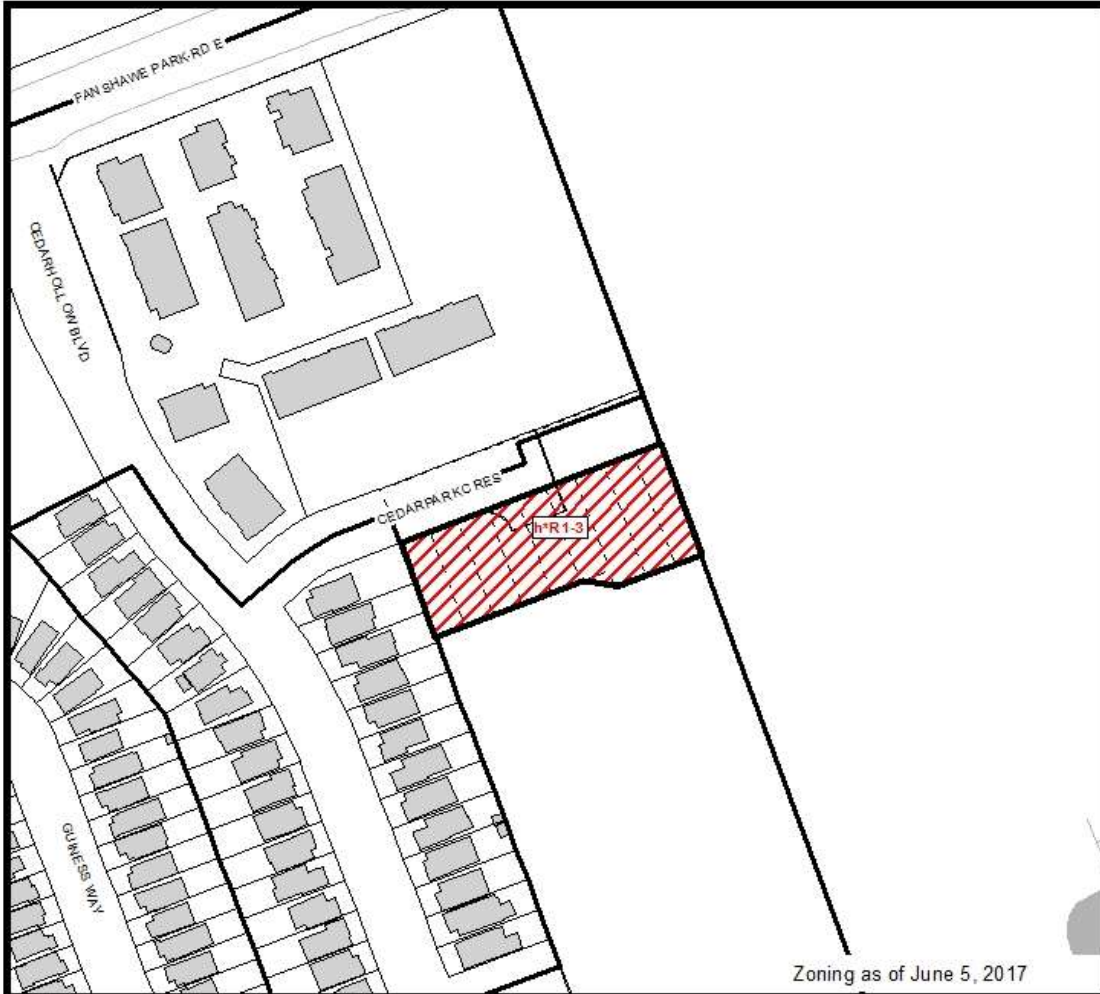 FANSHAWE PARK RD E
CEDARHOLLOW BLVD
CEDARPARK CRES
h*R1-3
GUINESS WAY
Zoning as of June 5, 2017